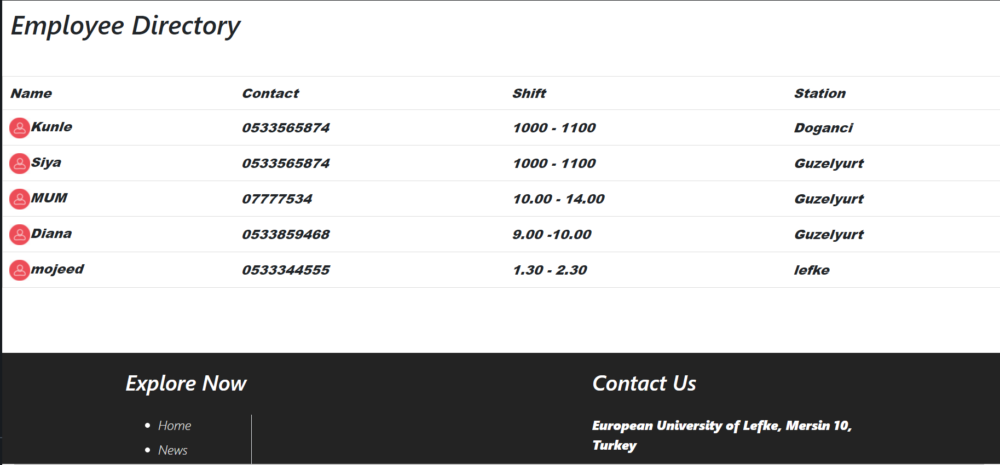 Employee Directory
Name Contact Shift Station
Kunle 0533565874 1000 - 1100 Doganci
Siya 0533565874 1000 - 1100 Guzelyurt
MUM 07777534 10.00 - 14.00 Guzelyurt
Diana 0533859468 9.00 -10.00 Guzelyurt
mojeed 0533344555 1.30 - 2.30 lefke
Explore Now
Home
News
Contact Us
European University of Lefke, Mersin 10,
Turkey